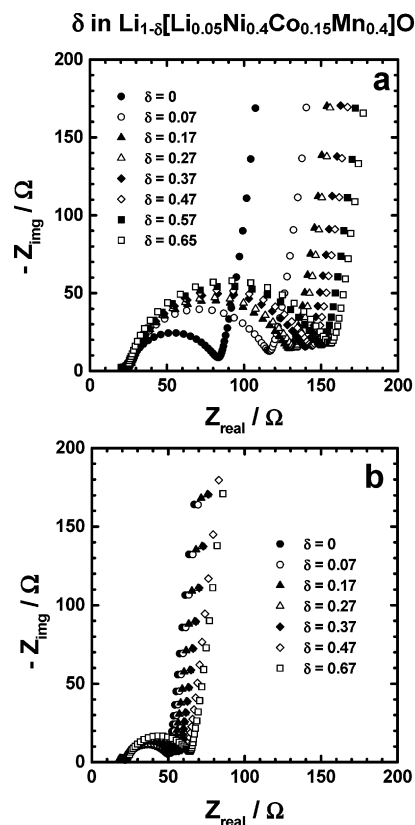 δ in Li1-δ[Li0.05Ni0.4Co0.15Mn0.4]O
a
200
150
100
50
0
- Zimg / Ω
δ = 0
δ = 0.07
δ = 0.17
δ = 0.27
δ = 0.37
δ = 0.47
δ = 0.57
δ = 0.65
0 50 100 150 200
Zreal / Ω
b
200
150
100
50
0
- Zimg / Ω
δ = 0
δ = 0.07
δ = 0.17
δ = 0.27
δ = 0.37
δ = 0.47
δ = 0.67
0 50 100 150 200
Zreal / Ω